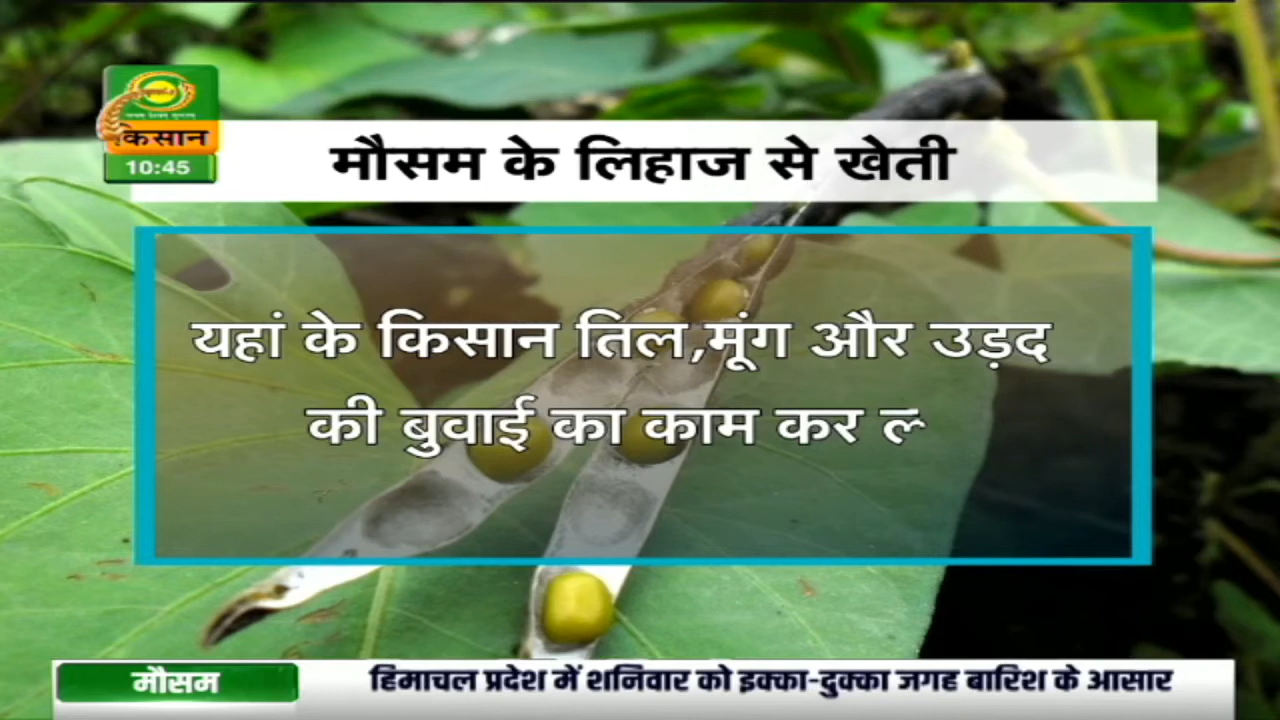 किसान
10:45
मौसम के लिहाज से खेती
यहां के किसान तिल,मूंग और उड़द
की बुवाई का काम कर
मौसम
हिमाचल प्रदेश में शनिवार को इक्का-दुक्का जगह बारिश के आसार